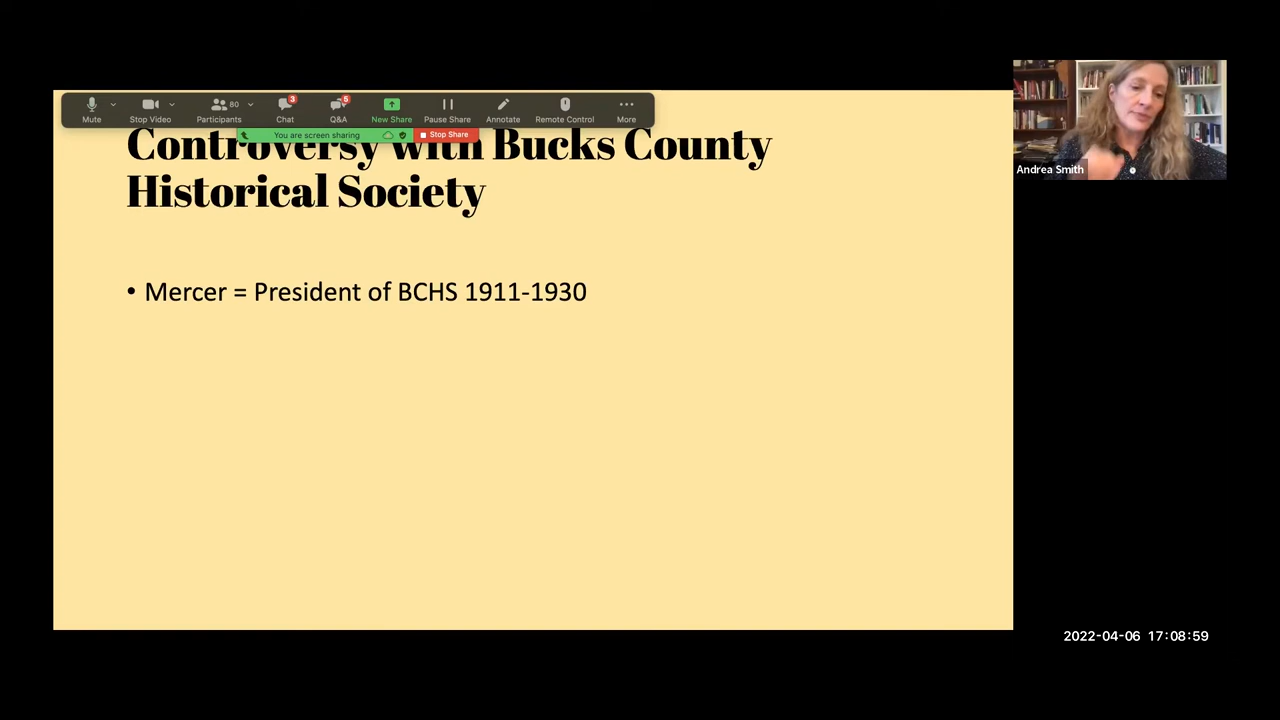 Mute
Stop Video
80
Participants
3
Chat
5
Q&A
New Share
Pause Share
Annotate
Remote Control
More
You are screen sharing
Stop Share
Controversy with Bucks County
Historical Society
• Mercer = President of BCHS 1911-1930
Andrea Smith
2022-04-06 17:08:59